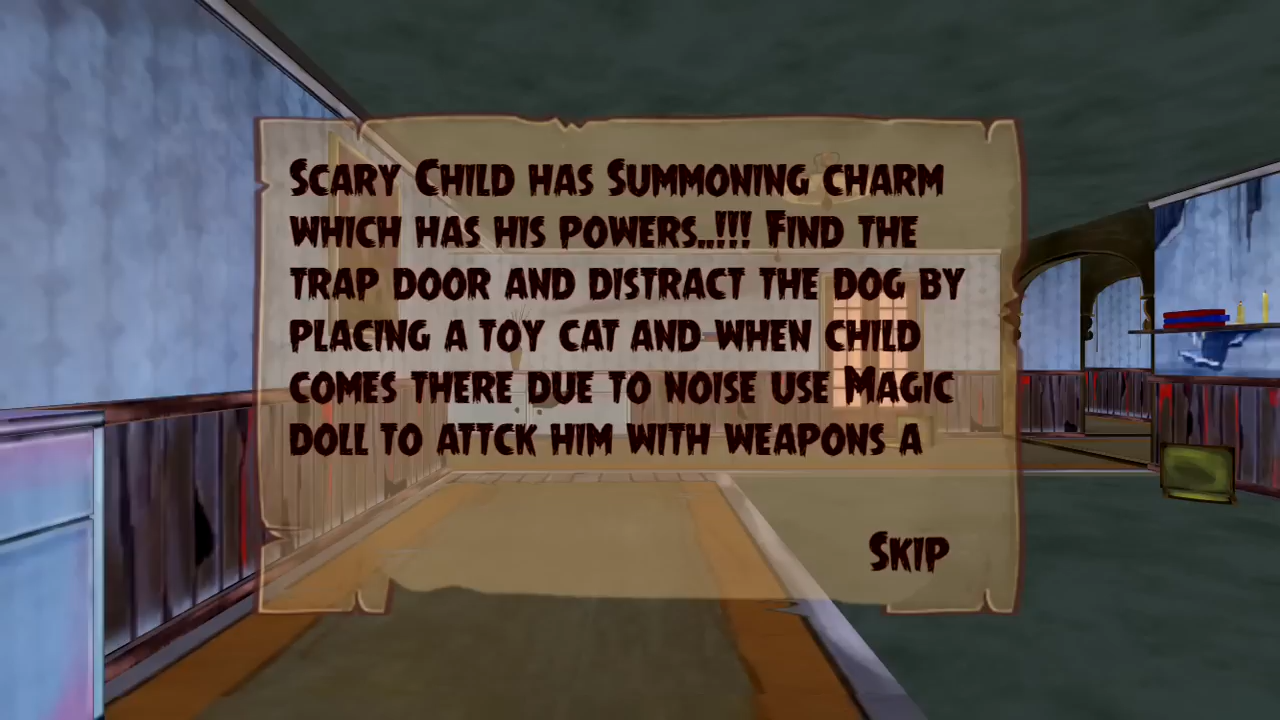 Scary Child has Summoning charm
which has his powers..!!! Find the
trap door and distract the dog by
placing a toy cat and when child
comes there due to noise use Magic
doll to attck him with weapons a
Skip